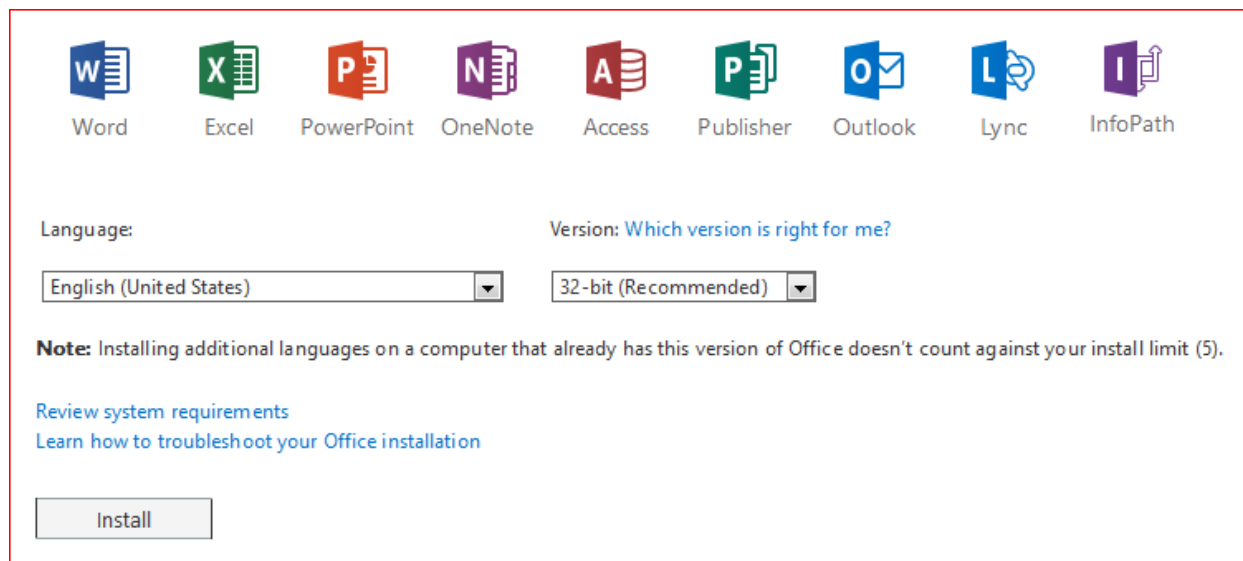 Word Excel PowerPoint OneNote Access Publisher Outlook Lync InfoPath
Language: Version: Which version is right for me?
English (United States) 32-bit (Recommended)
Note: Installing additional languages on a computer that already has this version of Office doesn't count against your install limit (5).
Review system requirements
Learn how to troubleshoot your Office installation
Install